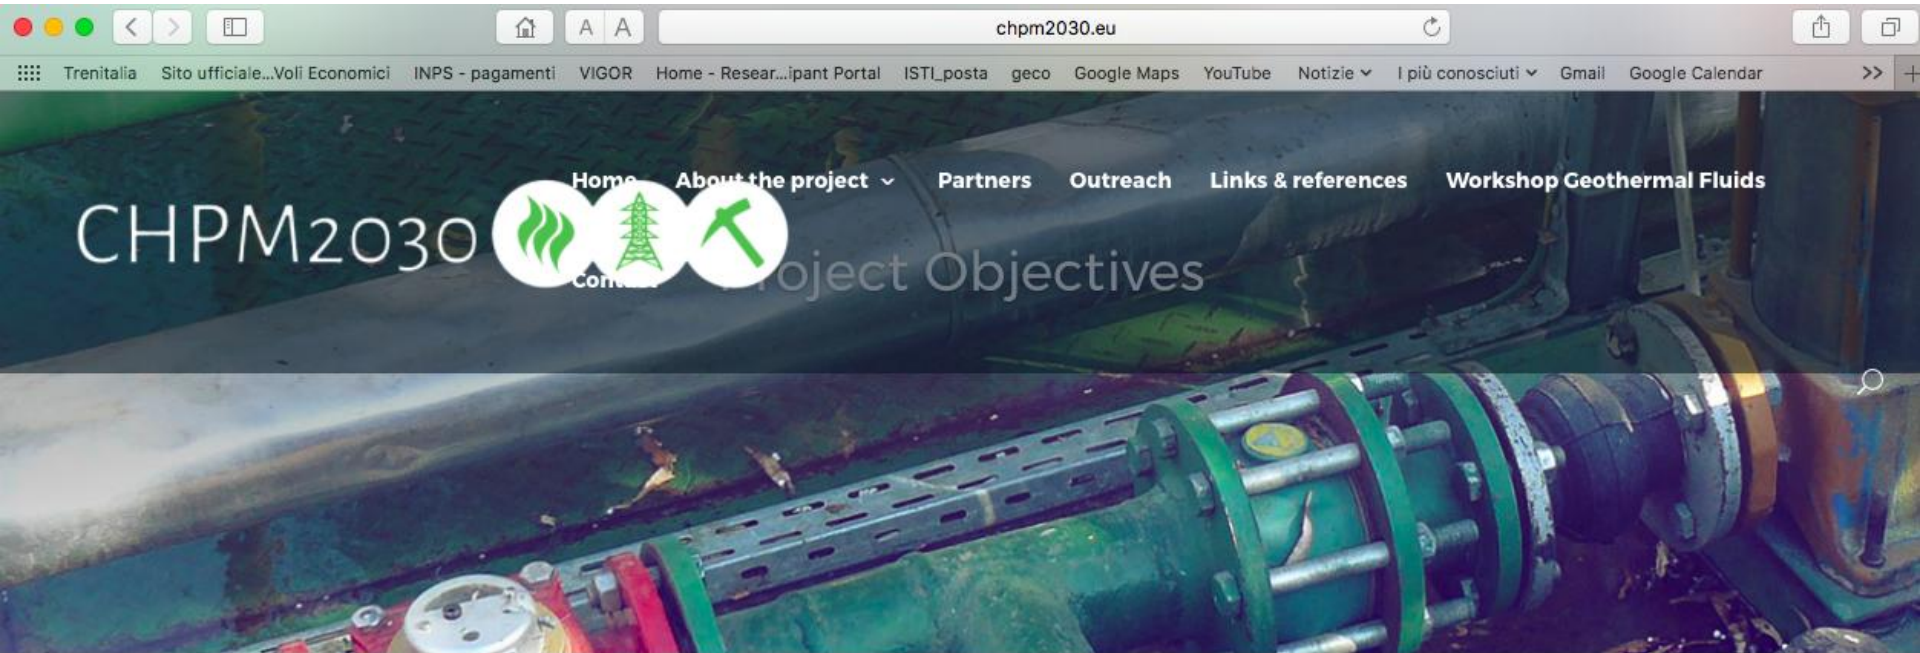 A A chpm2030.eu
Trenitalia Sito ufficiale...Voli Economici INPS - pagamenti VIGOR Home - Resear...ipant Portal ISTI_posta geco Google Maps YouTube Notizie I più conosciuti Gmail Google Calendar >>
Home About the project Partners Outreach Links & references Workshop Geothermal Fluids
CHPM2030
Project Objectives
Contact